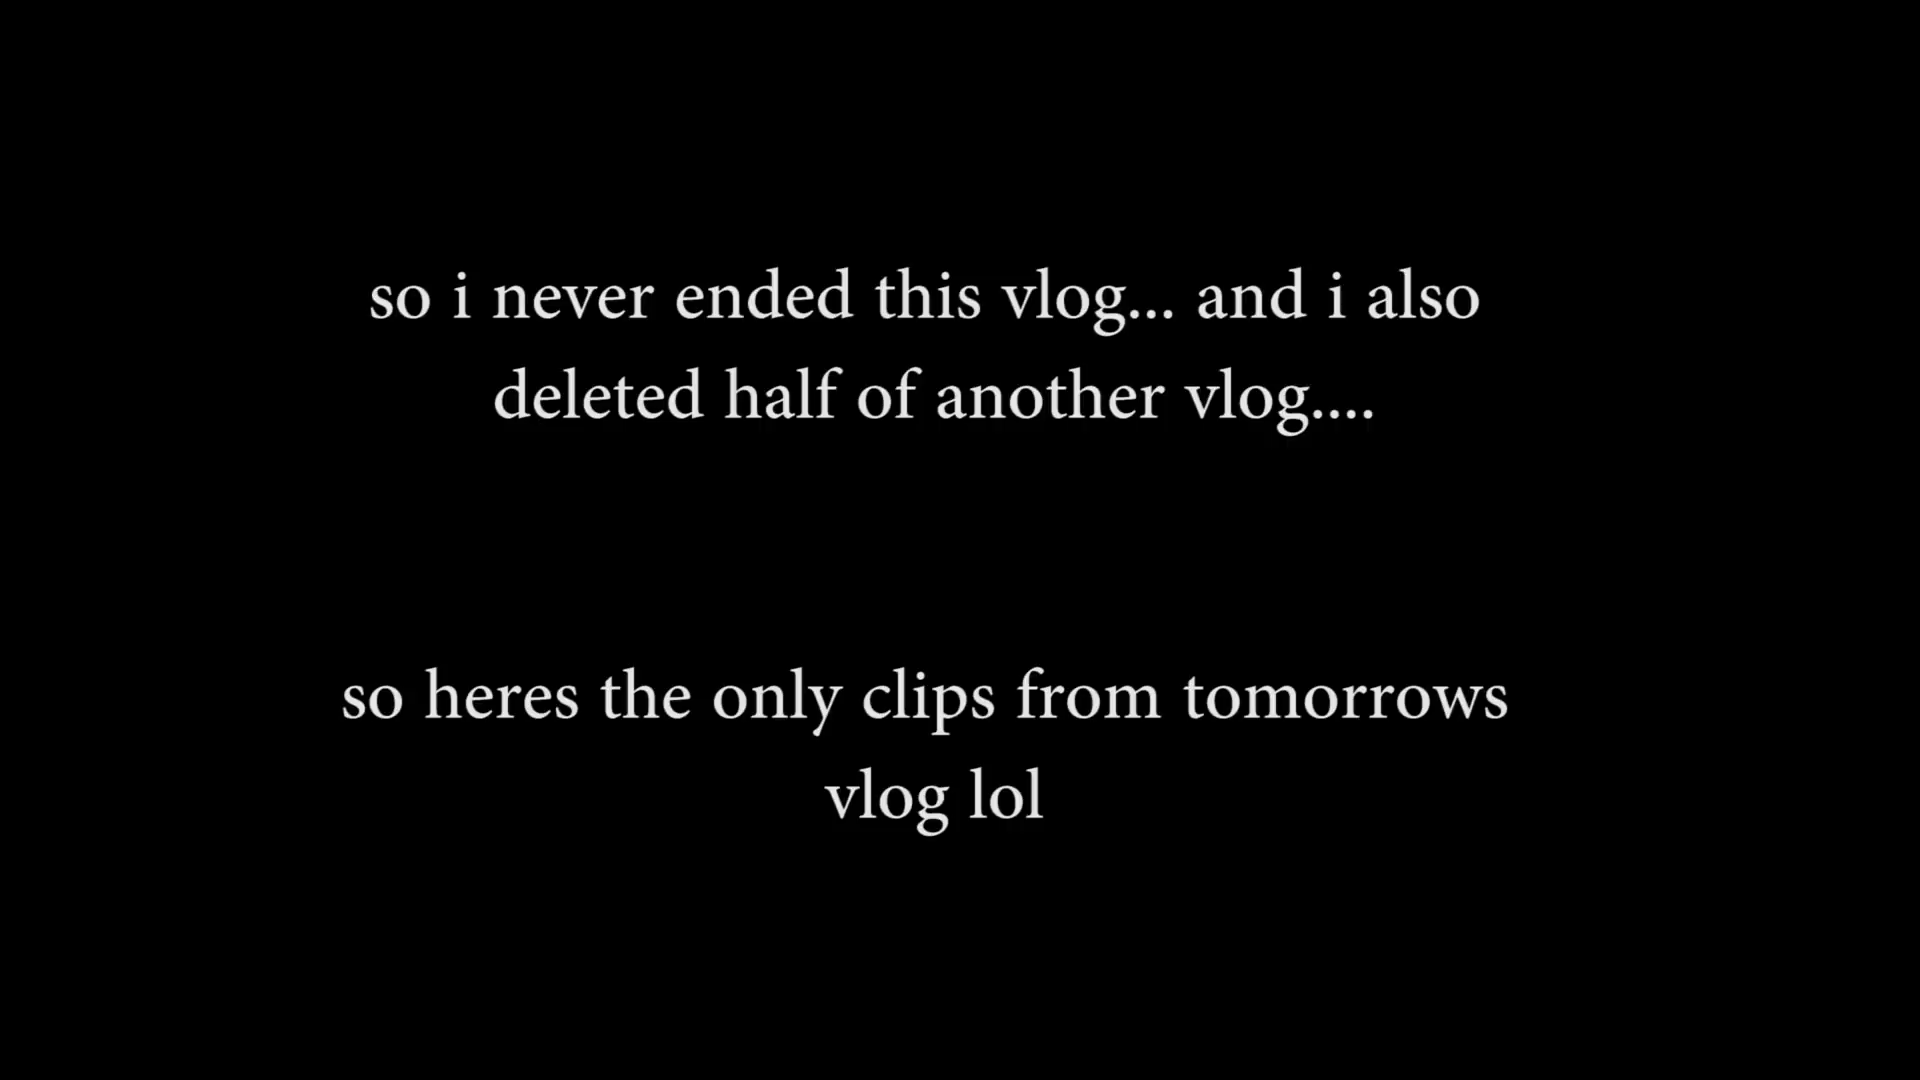 so i never ended this vlog... and i also
deleted half of another vlog....
so heres the only clips from tomorrows
vlog lol